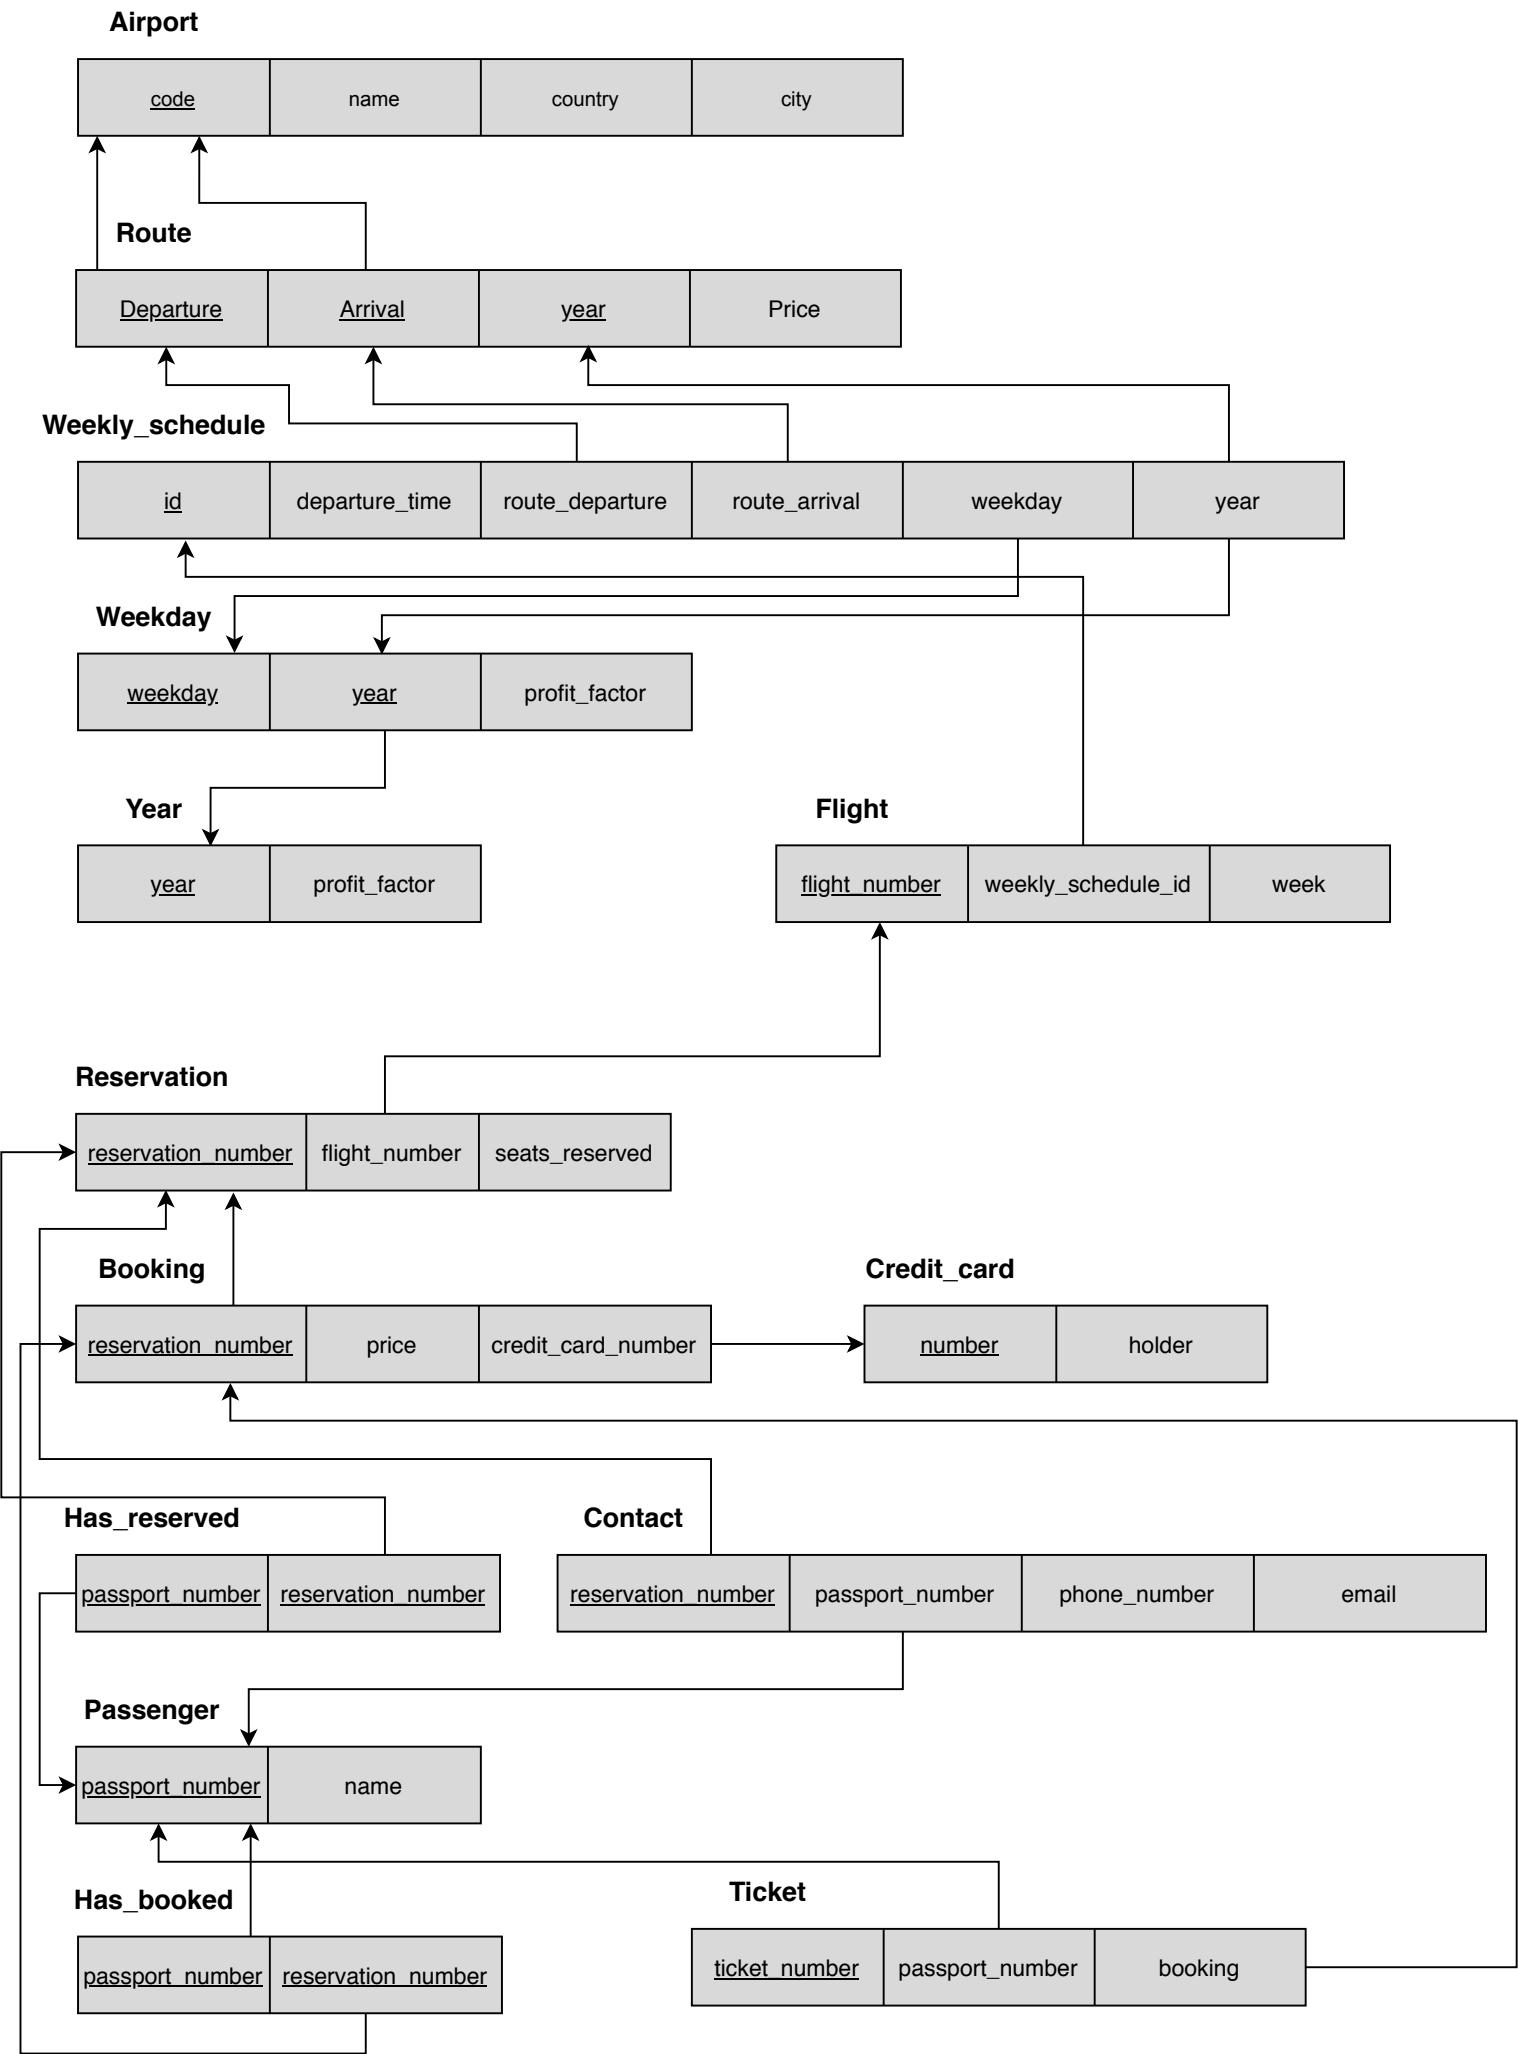 Airport
code name country city
Route
Departure Arrival year Price
Weekly_schedule
id departure_time route_departure route_arrival weekday year
Weekday
weekday year profit_factor
Year Flight
year profit_factor flight_number weekly_schedule_id week
Reservation
reservation_number flight_number seats_reserved
Booking Credit_card
reservation_number price credit_card_number number holder
Has_reserved Contact
passport_number reservation_number reservation_number passport_number phone_number email
Passenger
passport_number name
Has_booked Ticket
passport_number reservation_number ticket_number passport_number booking